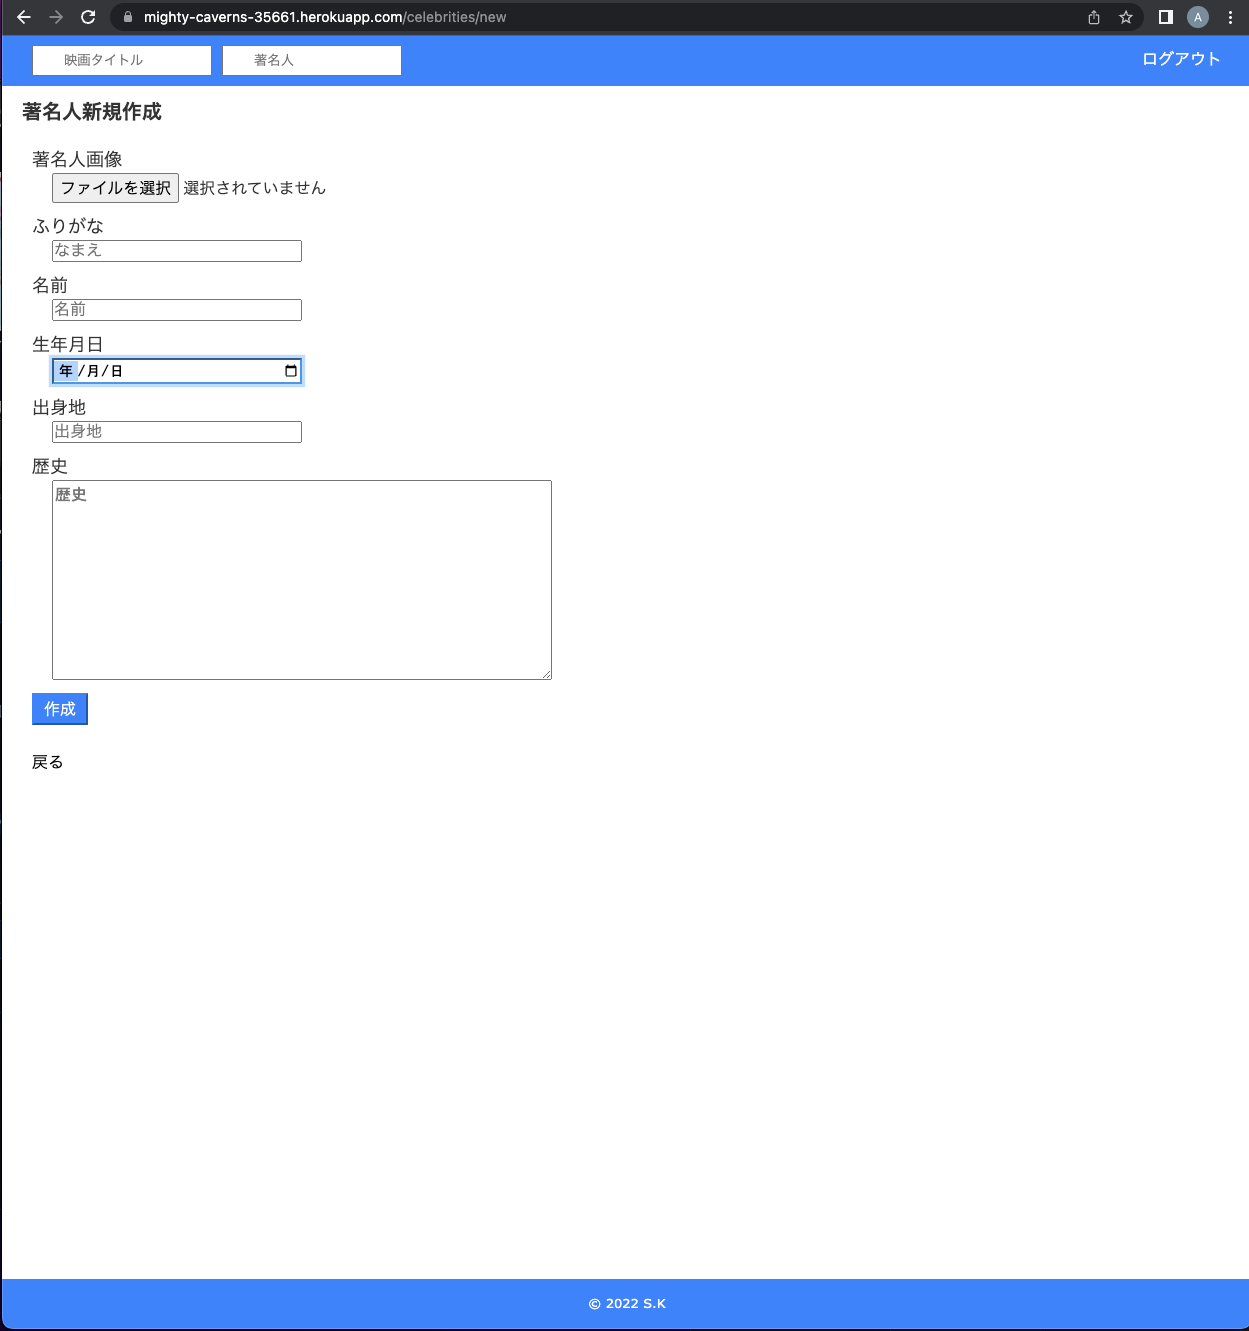 mighty-caverns-35661.herokuapp.com/celebrities/new
A
映画タイトル 著名人 ログアウト
著名人新規作成
著名人画像
ファイルを選択 選択されていません
ふりがな
なまえ
名前
名前
生年月日
年/月/日
出身地
出身地
歴史
歴史
作成
戻る
© 2022 S.K